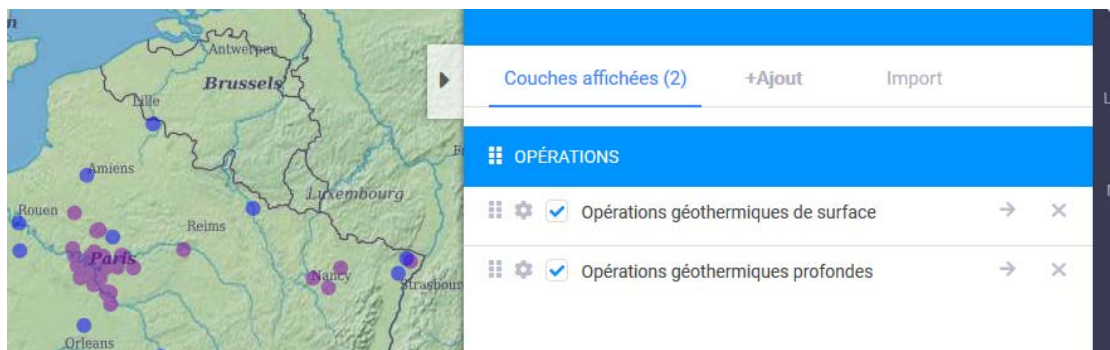 Antwerpen
Brussels
Lille
Amiens
Luxembourg
Rouen
Reims
Paris
Nancy
Orleans
Couches affichées (2)
+Ajout
Import
OPÉRATIONS
Opérations géothermiques de surface
Opérations géothermiques profondes